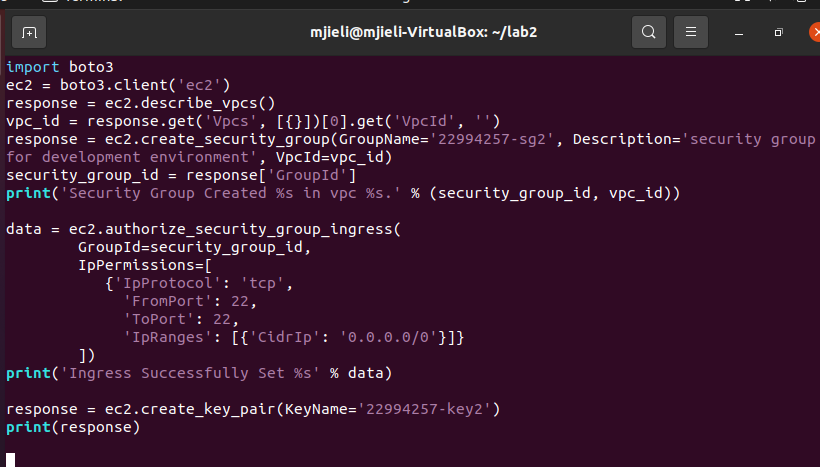 mjieli@mjieli-VirtualBox: ~/lab2
import boto3
ec2 = boto3.client('ec2')
response = ec2.describe_vpcs()
vpc_id = response.get('Vpcs', [{}])[0].get('VpcId', '')
response = ec2.create_security_group(GroupName='22994257-sg2', Description='security group
for development environment', VpcId=vpc_id)
security_group_id = response['GroupId']
print('Security Group Created %s in vpc %s.' % (security_group_id, vpc_id))
data = ec2.authorize_security_group_ingress(
        GroupId=security_group_id,
        IpPermissions=[
           {'IpProtocol': 'tcp',
             'FromPort': 22,
             'ToPort': 22,
             'IpRanges': [{'CidrIp': '0.0.0.0/0'}]}
        ])
print('Ingress Successfully Set %s' % data)
response = ec2.create_key_pair(KeyName='22994257-key2')
print(response)